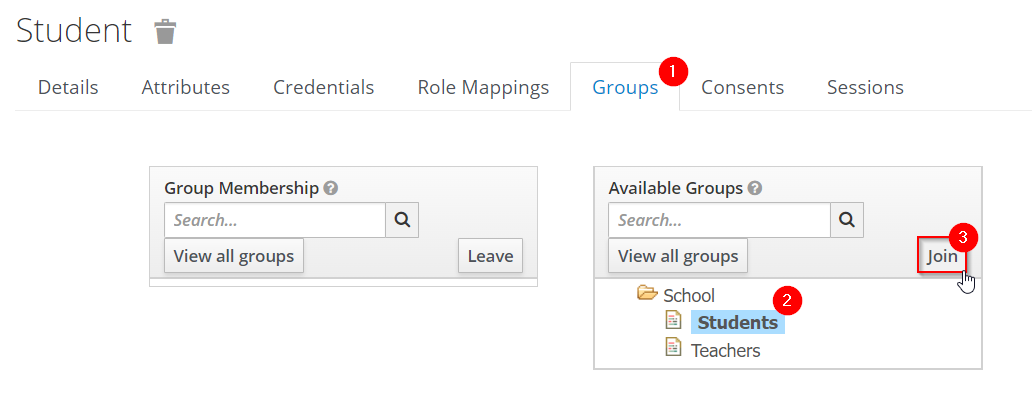 Student
Details Attributes Credentials Role Mappings Groups 1 Consents Sessions
Group Membership ?
Search...
View all groups Leave
Available Groups ?
Search...
View all groups Join 3
School
Students 2
Teachers